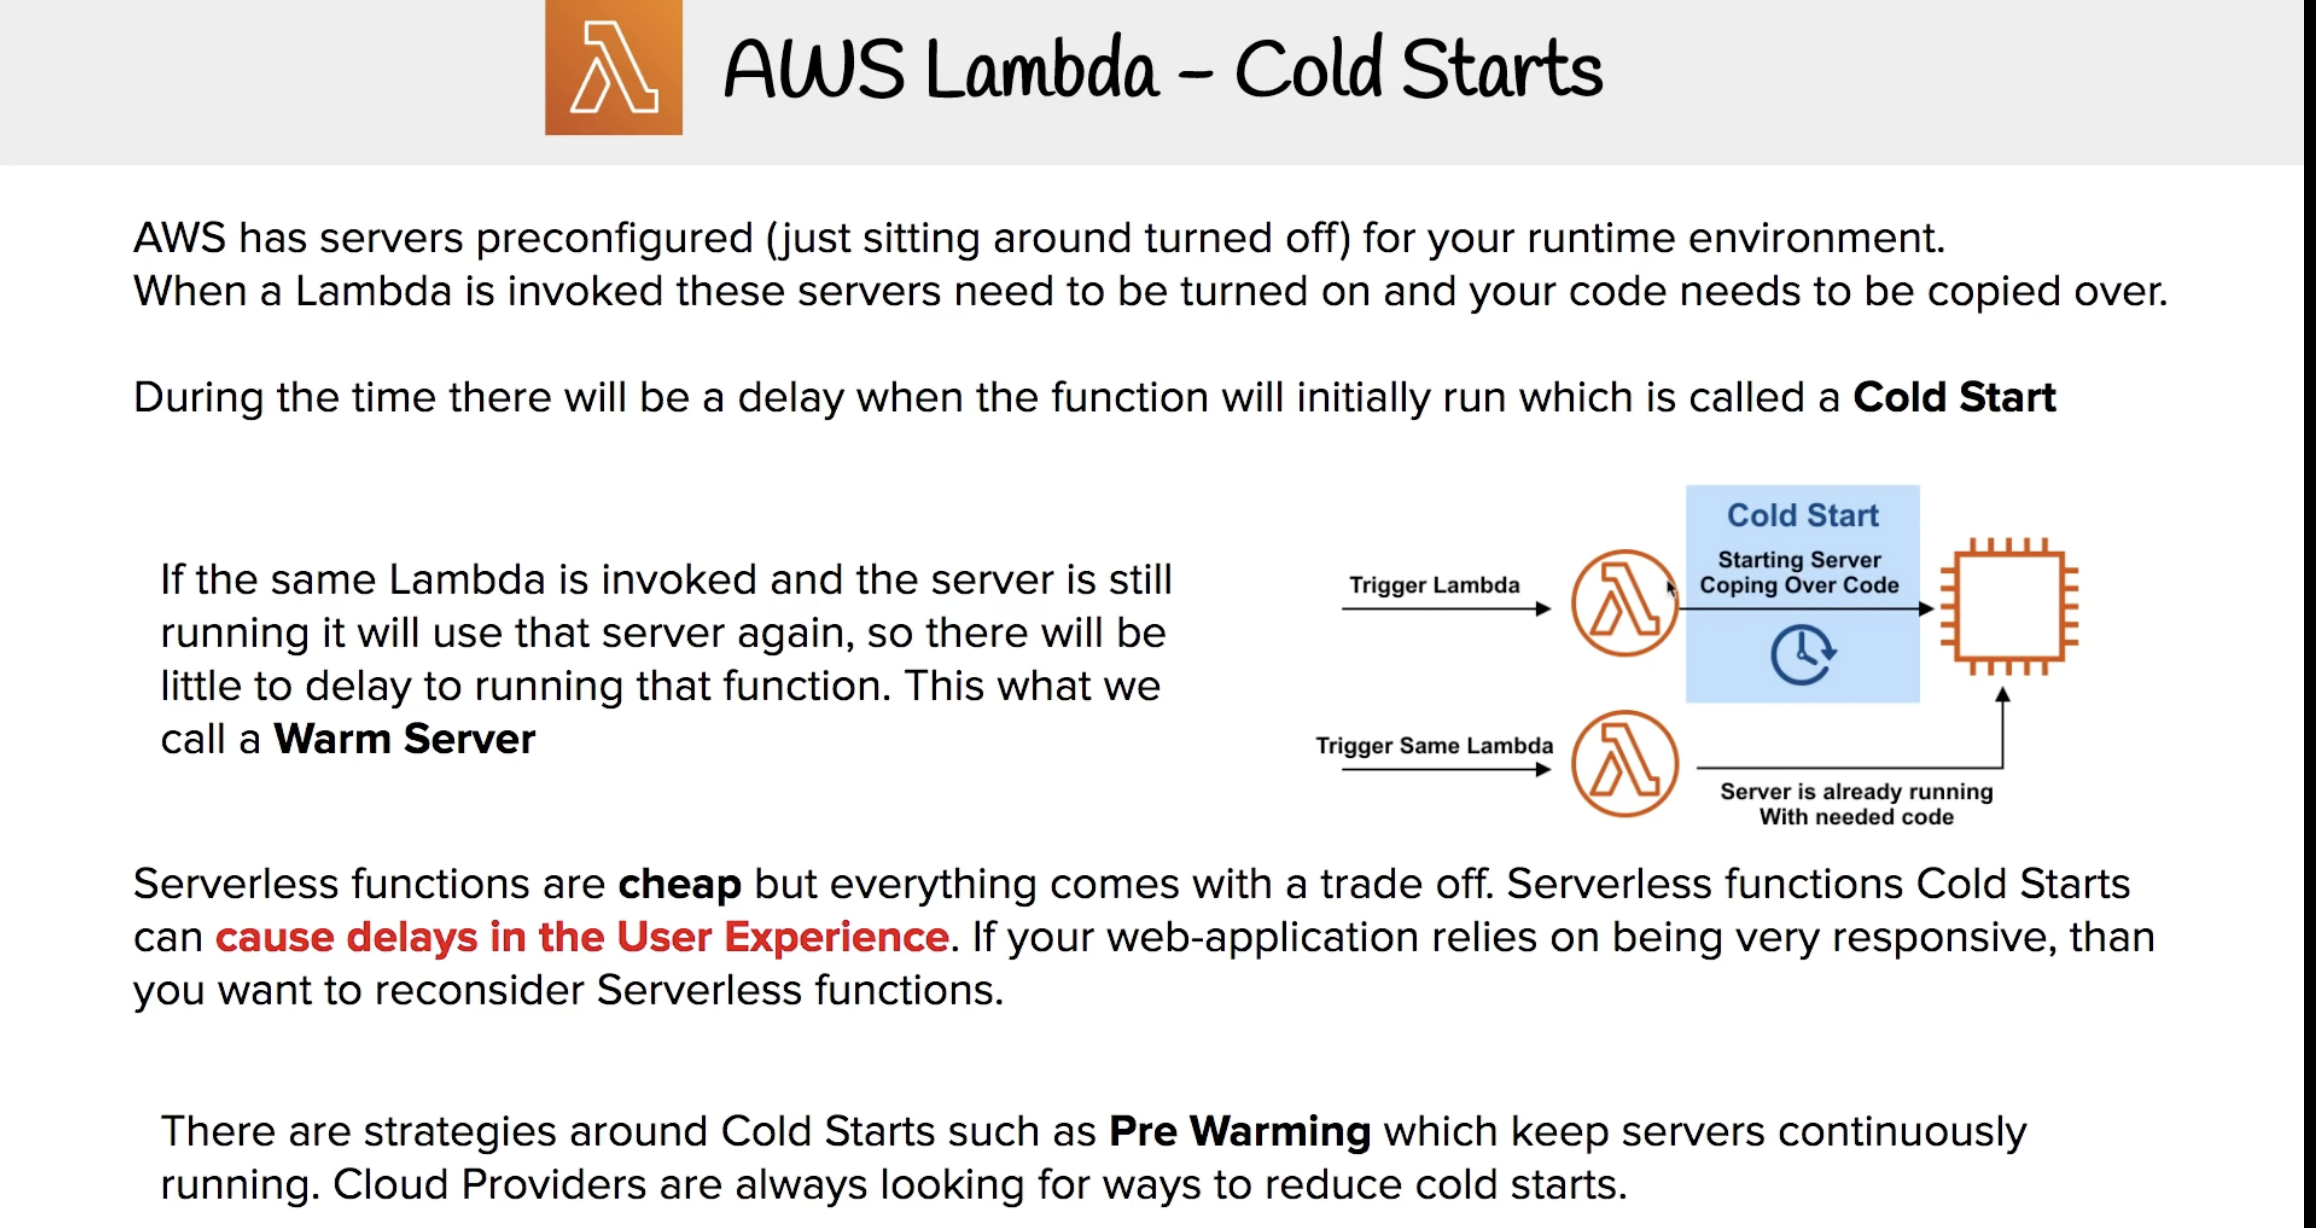 AWS Lambda – Cold Starts
AWS has servers preconfigured (just sitting around turned off) for your runtime environment.
When a Lambda is invoked these servers need to be turned on and your code needs to be copied over.
During the time there will be a delay when the function will initially run which is called a Cold Start
If the same Lambda is invoked and the server is still
running it will use that server again, so there will be
little to delay to running that function. This what we
call a Warm Server
Cold Start
Starting Server
Coping Over Code
Trigger Lambda
Trigger Same Lambda
Server is already running
With needed code
Serverless functions are cheap but everything comes with a trade off. Serverless functions Cold Starts
can cause delays in the User Experience. If your web-application relies on being very responsive, than
you want to reconsider Serverless functions.
There are strategies around Cold Starts such as Pre Warming which keep servers continuously
running. Cloud Providers are always looking for ways to reduce cold starts.